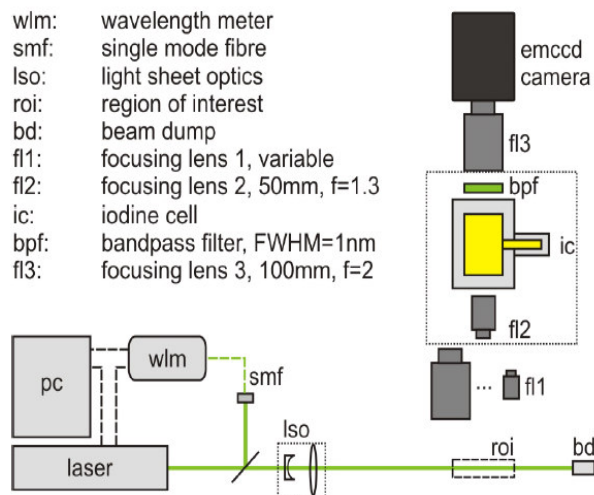 wlm: wavelength meter
smf: single mode fibre
lso: light sheet optics
roi: region of interest
bd: beam dump
fl1: focusing lens 1, variable
fl2: focusing lens 2, 50mm, f=1.3
ic: iodine cell
bpf: bandpass filter, FWHM=1nm
fl3: focusing lens 3, 100mm, f=2
emccd
camera
fl3
bpf
ic
fl2
... fl1
pc
wlm
smf
laser
lso
roi
bd